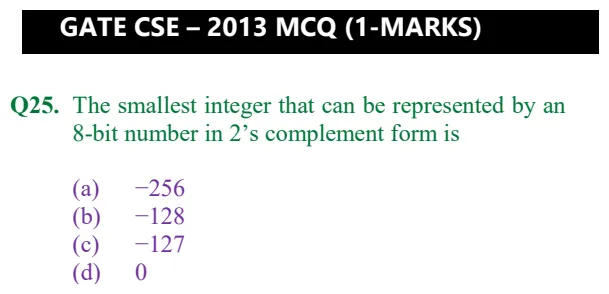 GATE CSE – 2013 MCQ (1-MARKS)
Q25. The smallest integer that can be represented by an
8-bit number in 2’s complement form is
(a) −256
(b) −128
(c) −127
(d) 0